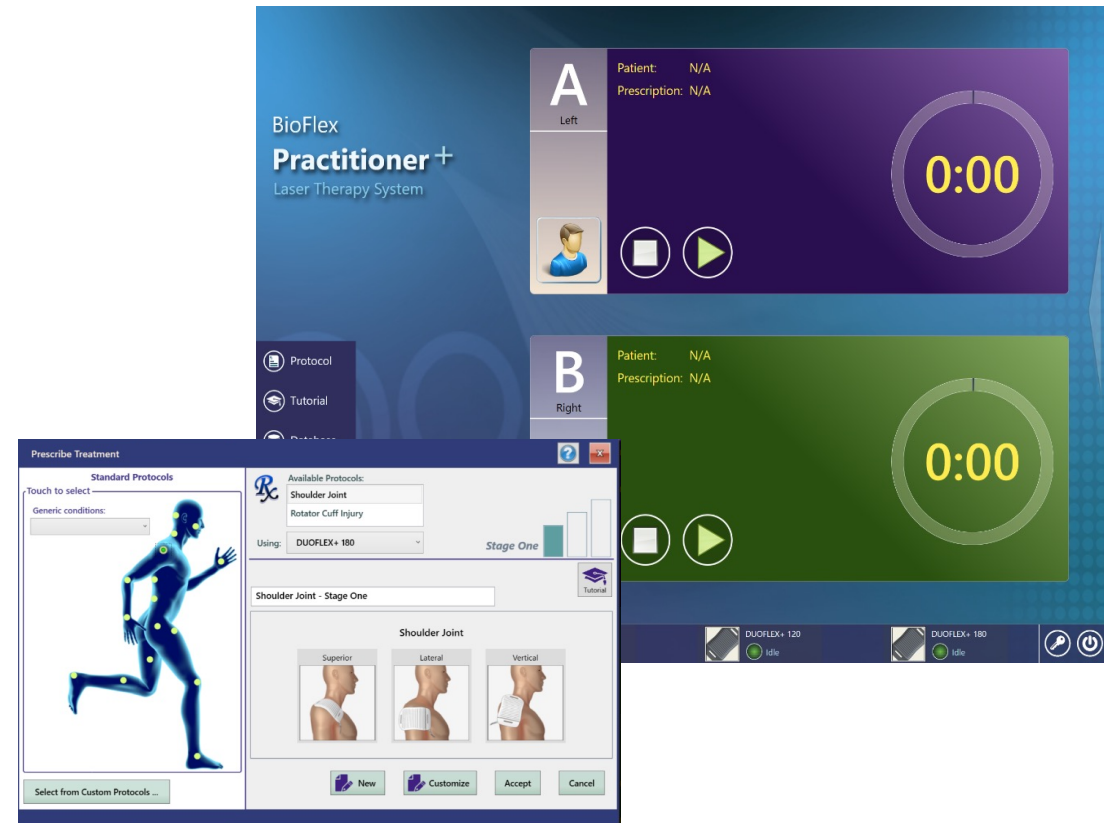 BioFlex
Practitioner+
Laser Therapy System
A
Left
Patient: N/A
Prescription: N/A
0:00
B
Right
Patient: N/A
Prescription: N/A
0:00
Protocol
Tutorial
Database
DUOFLEX+ 120
Idle
DUOFLEX+ 180
Idle
Prescribe Treatment
?
Standard Protocols
Touch to select
Generic conditions:
Select from Custom Protocols ...
Rx
Available Protocols:
Shoulder Joint
Rotator Cuff Injury
Using: DUOFLEX+ 180
Stage One
Tutorial
Shoulder Joint - Stage One
Shoulder Joint
Superior Lateral Vertical
New Customize Accept Cancel